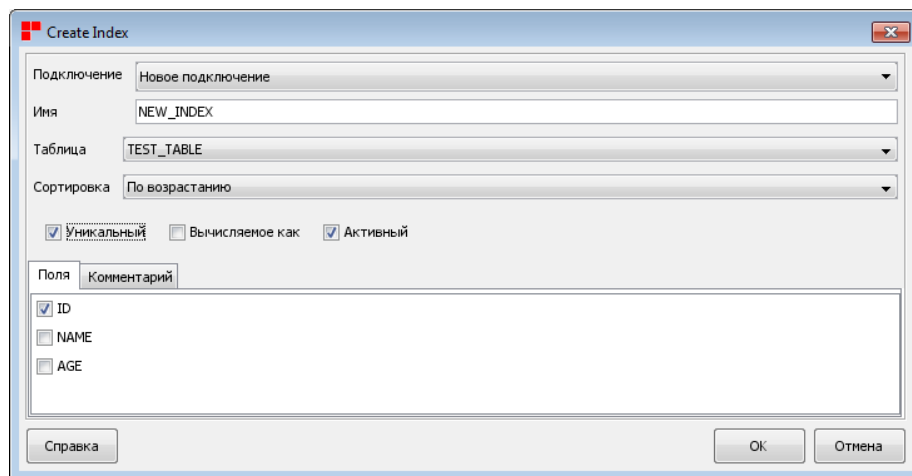 Create Index
Подключение Новое подключение
Имя NEW_INDEX
Таблица TEST_TABLE
Сортировка По возрастанию
Уникальный Вычисляемое как Активный
Поля Комментарий
ID
NAME
AGE
Справка OK Отмена